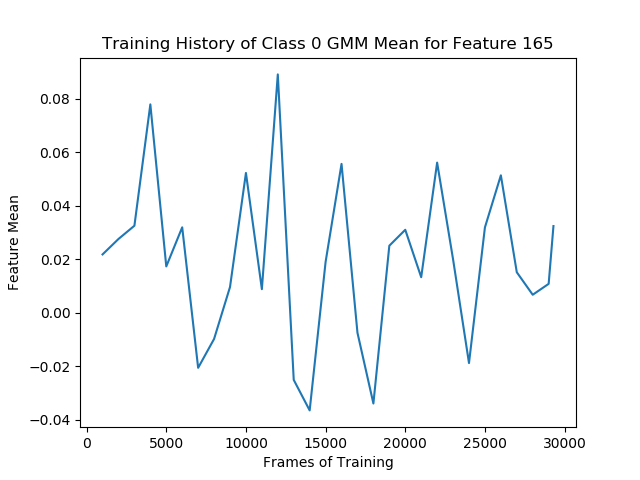 Training History of Class 0 GMM Mean for Feature 165
0.08
0.06
0.04
0.02
0.00
−0.02
−0.04
Feature Mean
0 5000 10000 15000 20000 25000 30000
Frames of Training